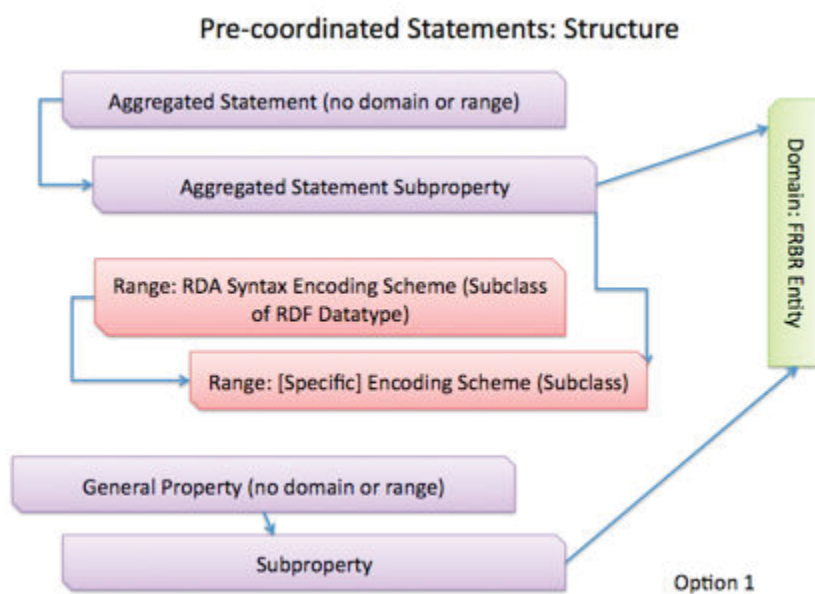 Pre-coordinated Statements: Structure
Aggregated Statement (no domain or range)
Aggregated Statement Subproperty
Domain: FRBR
Entity
Range: RDA Syntax Encoding Scheme (Subclass
of RDF Datatype)
Range: [Specific] Encoding Scheme (Subclass)
General Property (no domain or range)
Subproperty
Option 1